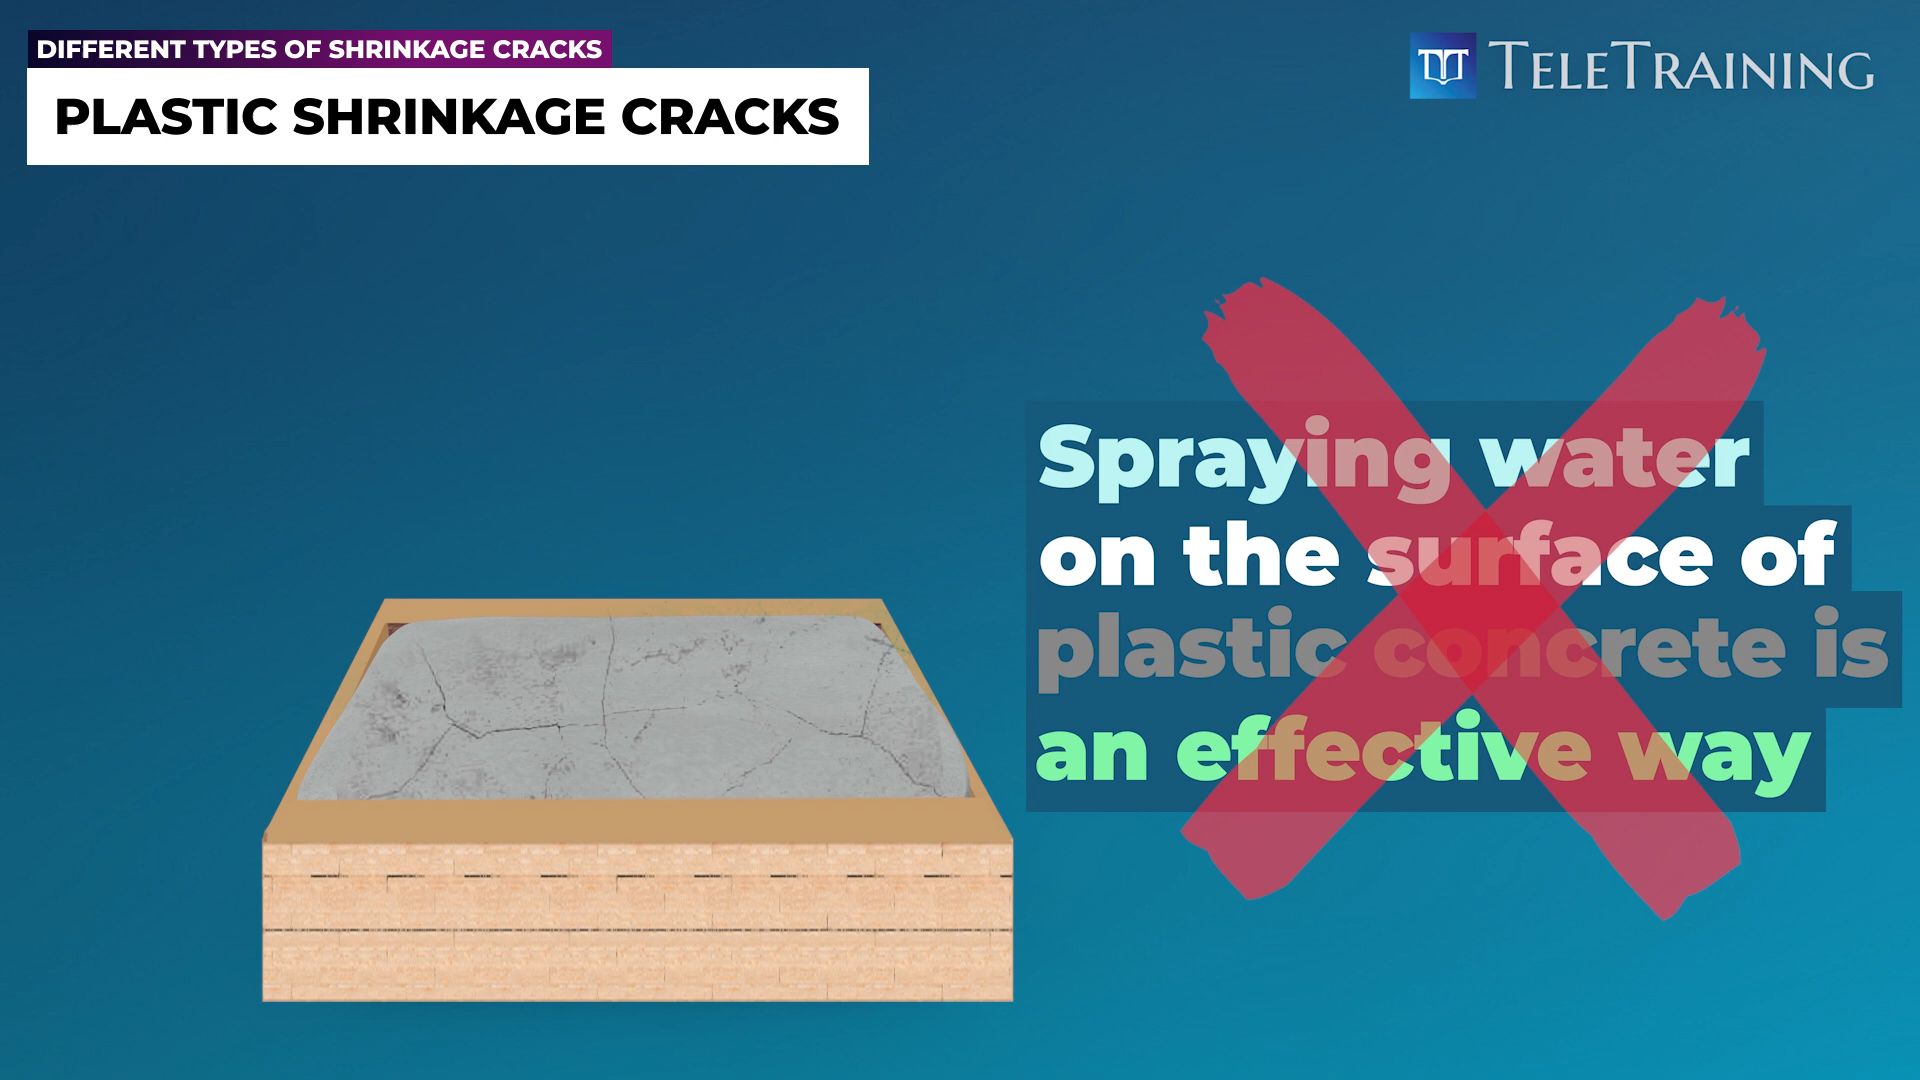 DIFFERENT TYPES OF SHRINKAGE CRACKS
PLASTIC SHRINKAGE CRACKS
TELETRAINING
Spraying water
on the surface of
plastic concrete is
an effective way